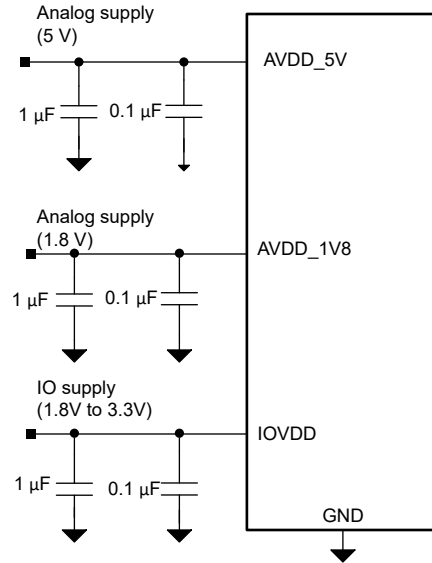 Analog supply
(5 V)
AVDD_5V
1 µF
0.1 µF
Analog supply
(1.8 V)
AVDD_1V8
1 µF
0.1 µF
IO supply
(1.8V to 3.3V)
IOVDD
1 µF
0.1 µF
GND